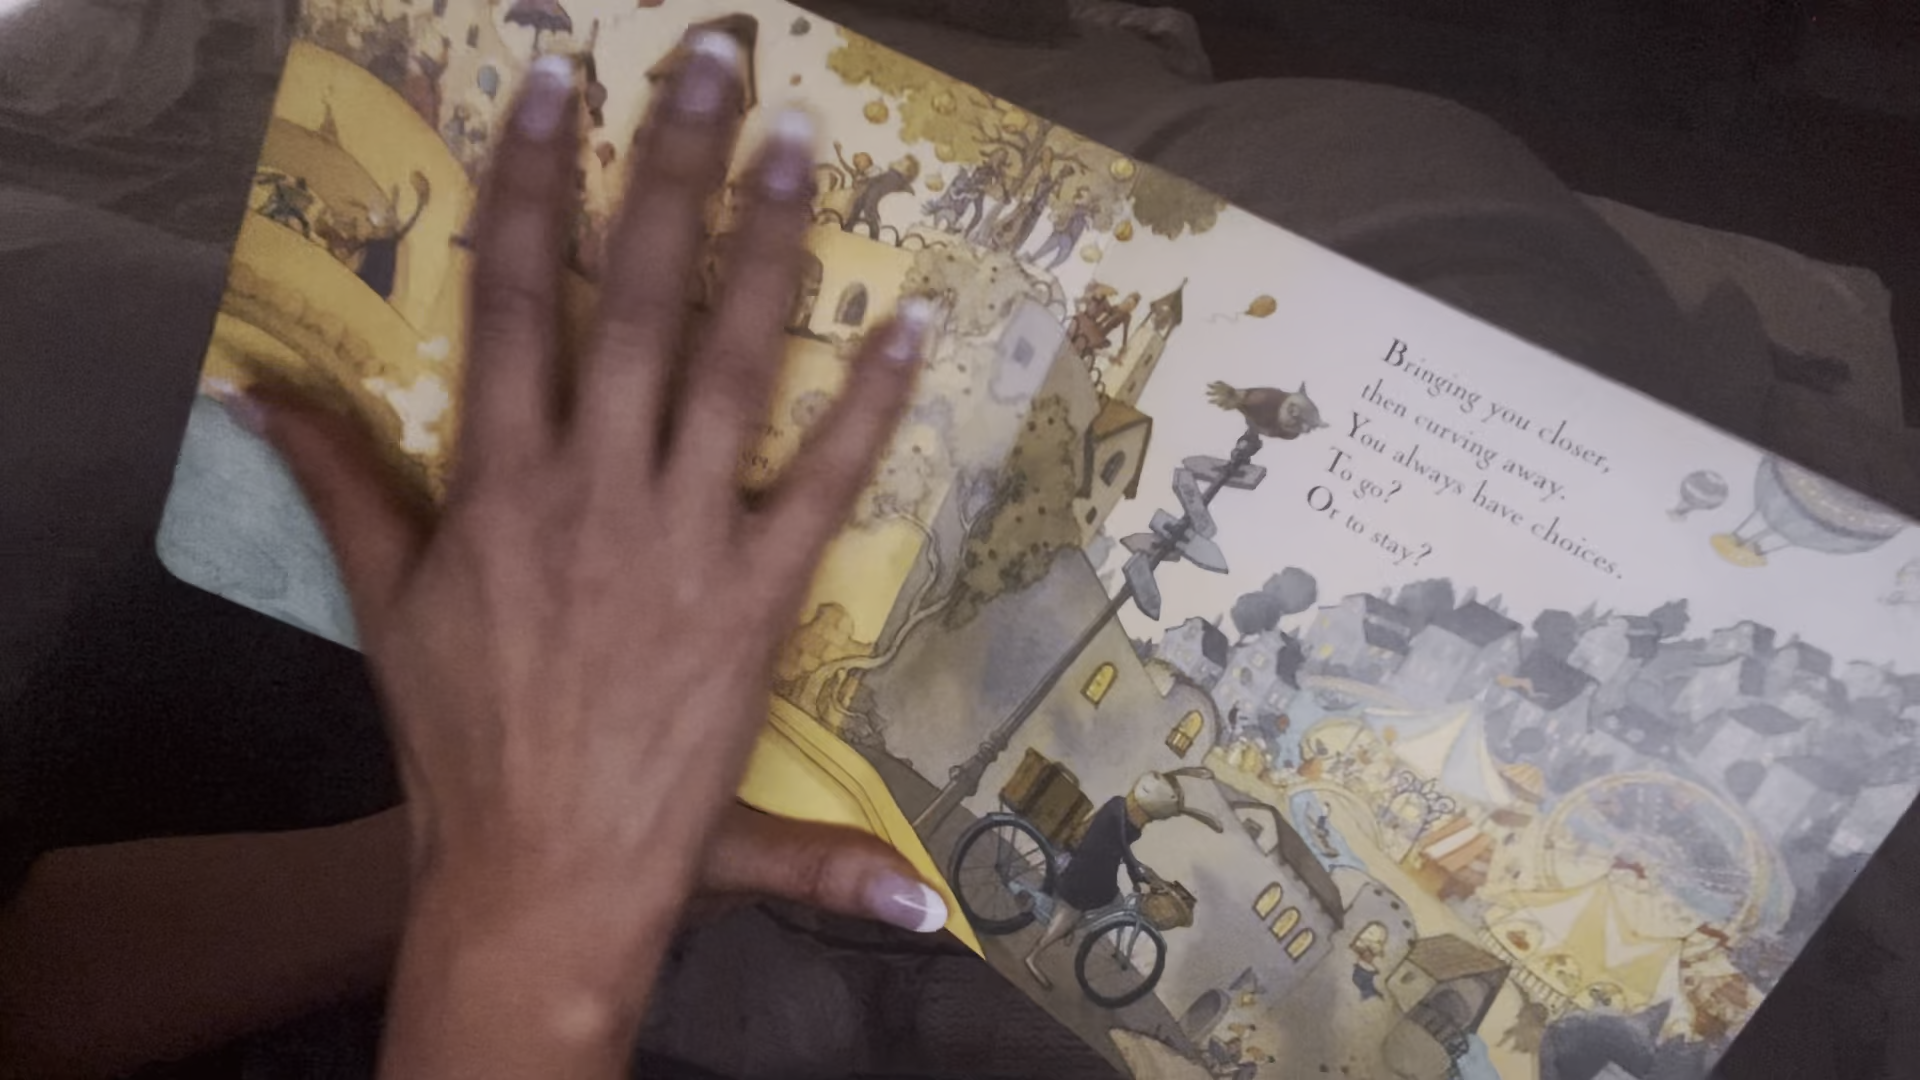 Bringing you closer,
then curving away.
You always have choices.
To go?
Or to stay?